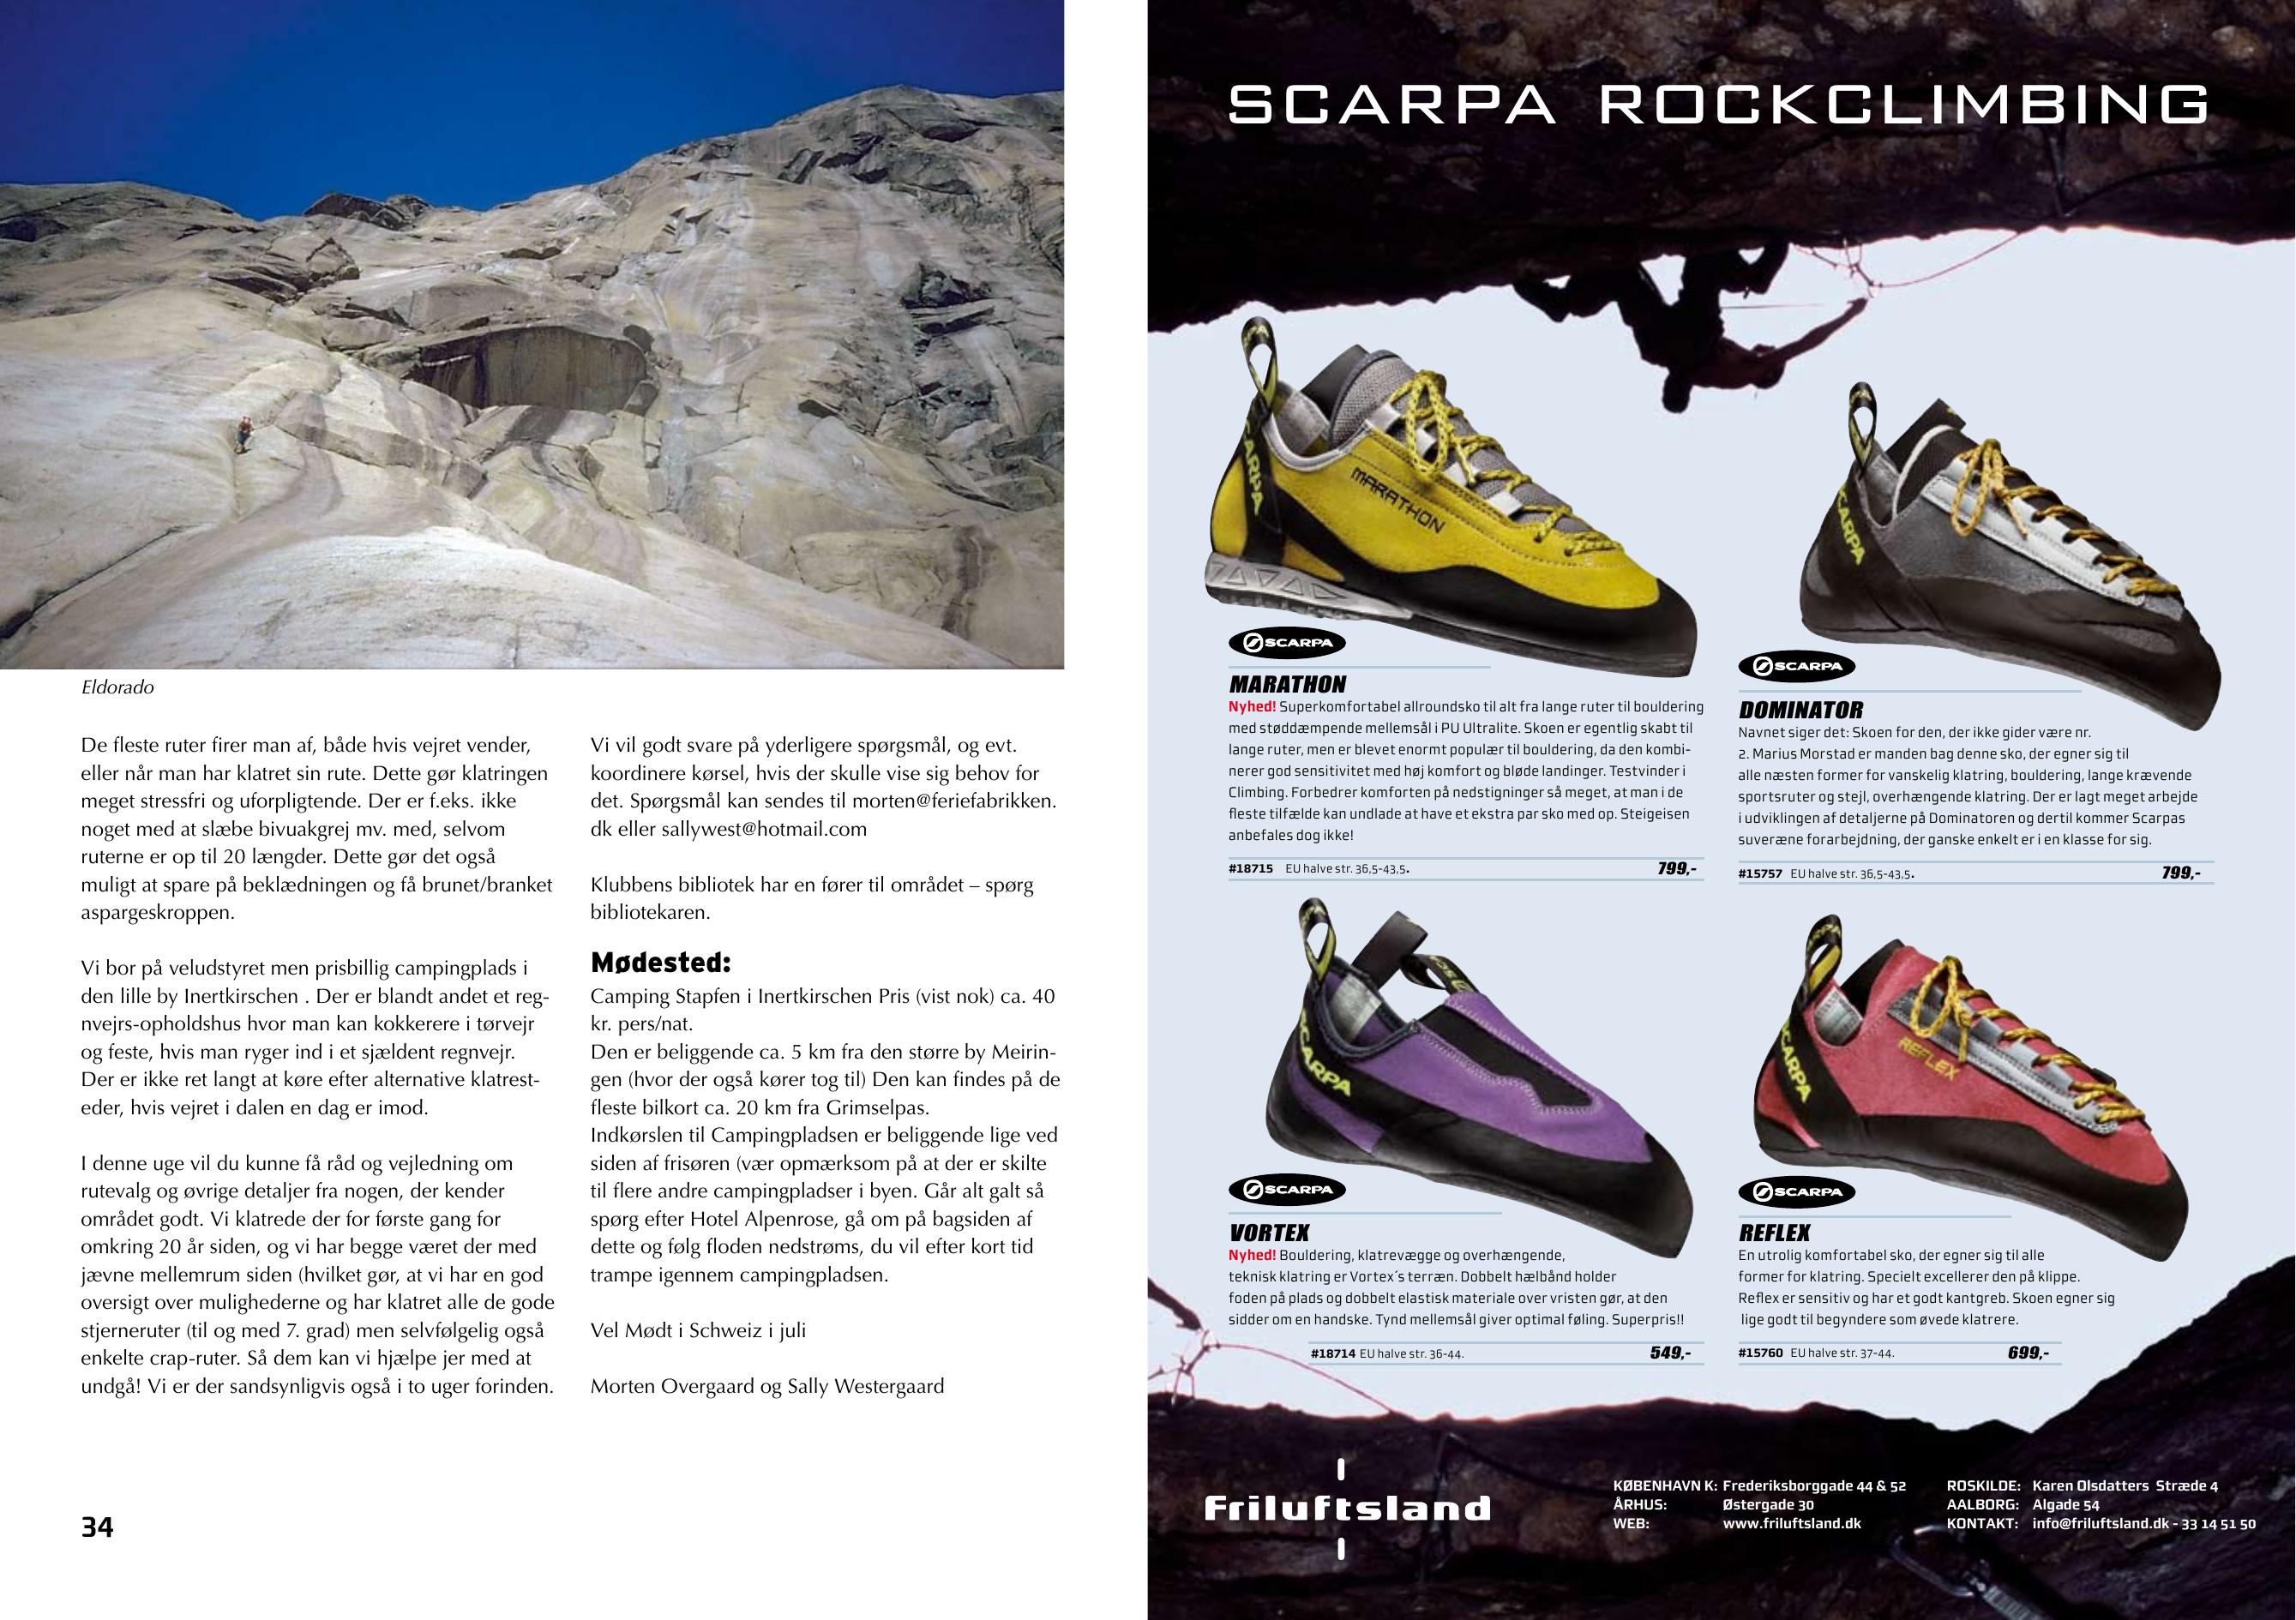 Eldorado
De fleste ruter firer man af, både hvis vejret vender,
eller når man har klatret sin rute. Dette gør klatringen
meget stressfri og uforpligtende. Der er f.eks. ikke
noget med at slæbe bivuakgrej mv. med, selvom
ruterne er op til 20 længder. Dette gør det også
muligt at spare på beklædningen og få brunet/branket
aspargeskroppen.
Vi bor på veludstyret men prisbillig campingplads i
den lille by Inertkirschen . Der er blandt andet et reg-
nvejrs-opholdshus hvor man kan kokkerere i tørvejr
og feste, hvis man ryger ind i et sjældent regnvejr.
Der er ikke ret langt at køre efter alternative klatrest-
eder, hvis vejret i dalen en dag er imod.
I denne uge vil du kunne få råd og vejledning om
rutevalg og øvrige detaljer fra nogen, der kender
området godt. Vi klatrede der for første gang for
omkring 20 år siden, og vi har begge været der med
jævne mellemrum siden (hvilket gør, at vi har en god
oversigt over mulighederne og har klatret alle de gode
stjerneruter (til og med 7. grad) men selvfølgelig også
enkelte crap-ruter. Så dem kan vi hjælpe jer med at
undgå! Vi er der sandsynligvis også i to uger forinden.
Vi vil godt svare på yderligere spørgsmål, og evt.
koordinere kørsel, hvis der skulle vise sig behov for
det. Spørgsmål kan sendes til morten@feriefabrikken.
dk eller sallywest@hotmail.com
Klubbens bibliotek har en fører til området – spørg
bibliotekaren.
Mødested:
Camping Stapfen i Inertkirschen Pris (vist nok) ca. 40
kr. pers/nat.
Den er beliggende ca. 5 km fra den større by Meirin-
gen (hvor der også kører tog til) Den kan findes på de
fleste bilkort ca. 20 km fra Grimselpas.
Indkørslen til Campingpladsen er beliggende lige ved
siden af frisøren (vær opmærksom på at der er skilte
til flere andre campingpladser i byen. Går alt galt så
spørg efter Hotel Alpenrose, gå om på bagsiden af
dette og følg floden nedstrøms, du vil efter kort tid
trampe igennem campingpladsen.
Vel Mødt i Schweiz i juli
Morten Overgaard og Sally Westergaard
34
SCARPA ROCKCLIMBING
SCARPA
MARATHON
SCARPA
MARATHON
Nyhed! Superkomfortabel allroundsko til alt fra lange ruter til bouldering
med støddæmpende mellemsål i PU Ultralite. Skoen er egentlig skabt til
lange ruter, men er blevet enormt populær til bouldering, da den kombi-
nerer god sensitivitet med høj komfort og bløde landinger. Testvinder i
Climbing. Forbedrer komforten på nedstigninger så meget, at man i de
fleste tilfælde kan undlade at have et ekstra par sko med op. Steigeisen
anbefales dog ikke!
#18715 EU halve str. 36,5-43,5. 799,-
SCARPA
SCARPA
DOMINATOR
Navnet siger det: Skoen for den, der ikke gider være nr.
2. Marius Morstad er manden bag denne sko, der egner sig til
alle næsten former for vanskelig klatring, bouldering, lange krævende
sportsruter og stejl, overhængende klatring. Der er lagt meget arbejde
i udviklingen af detaljerne på Dominatoren og dertil kommer Scarpas
suveræne forarbejdning, der ganske enkelt er i en klasse for sig.
#15757 EU halve str. 36,5-43,5. 799,-
SCARPA
SCARPA
VORTEX
Nyhed! Bouldering, klatrevægge og overhængende,
teknisk klatring er Vortex´s terræn. Dobbelt hælbånd holder
foden på plads og dobbelt elastisk materiale over vristen gør, at den
sidder om en handske. Tynd mellemsål giver optimal føling. Superpris!!
#18714 EU halve str. 36-44. 549,-
SCARPA
REFLEX
SCARPA
REFLEX
En utrolig komfortabel sko, der egner sig til alle
former for klatring. Specielt excellerer den på klippe.
Reflex er sensitiv og har et godt kantgreb. Skoen egner sig
lige godt til begyndere som øvede klatrere.
#15760 EU halve str. 37-44. 699,-
Friluftsland
KØBENHAVN K: Frederiksborggade 44 & 52
ÅRHUS: Østergade 30
WEB: www.friluftsland.dk
ROSKILDE: Karen Olsdatters Stræde 4
AALBORG: Algade 54
KONTAKT: info@friluftsland.dk - 33 14 51 50